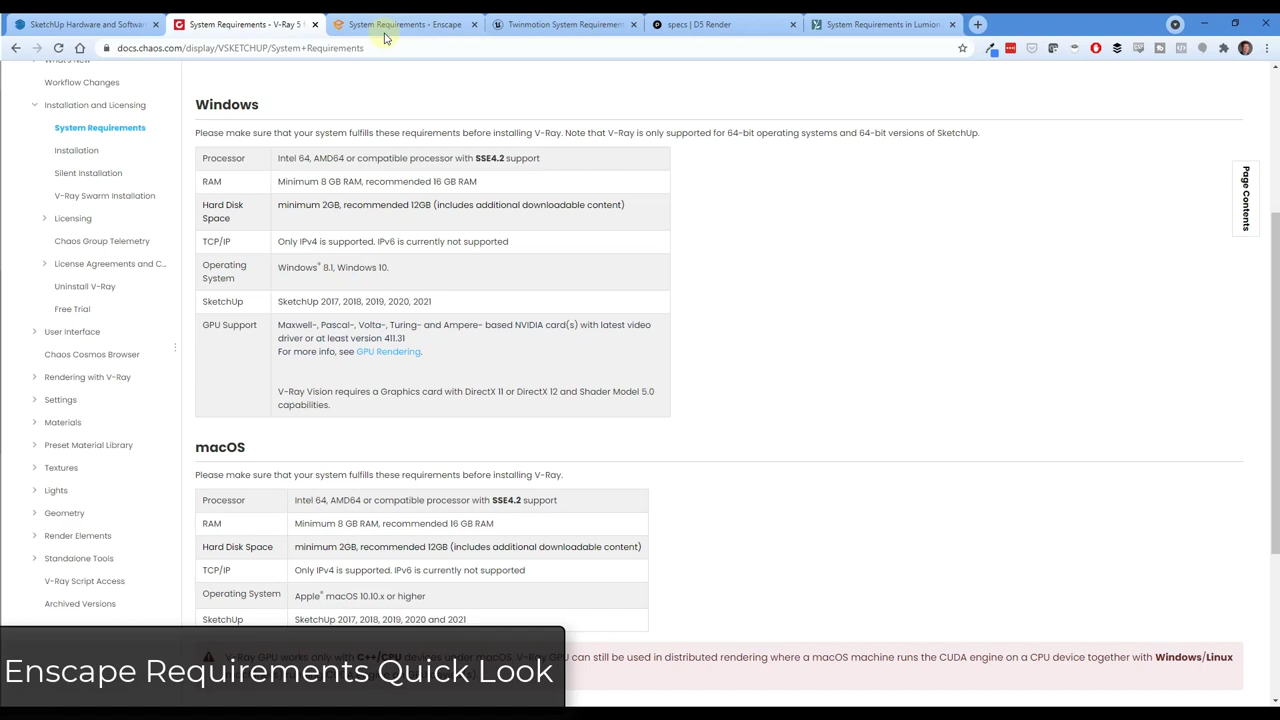 SketchUp Hardware and Software
System Requirements - V-Ray 5 f
System Requirements - Enscape
Twinmotion System Requirement
specs | D5 Render
System Requirements in Lumion
docs.chaos.com/display/VSKETCHUP/System+Requirements
What's New
Workflow Changes
Installation and Licensing
System Requirements
Installation
Silent Installation
V-Ray Swarm Installation
Licensing
Chaos Group Telemetry
License Agreements and C...
Uninstall V-Ray
Free Trial
User Interface
Chaos Cosmos Browser
Rendering with V-Ray
Settings
Materials
Preset Material Library
Textures
Lights
Geometry
Render Elements
Standalone Tools
V-Ray Script Access
Archived Versions
Windows
Please make sure that your system fulfills these requirements before installing V-Ray. Note that V-Ray is only supported for 64-bit operating systems and 64-bit versions of SketchUp.
Processor Intel 64, AMD64 or compatible processor with SSE4.2 support
RAM Minimum 8 GB RAM, recommended 16 GB RAM
Hard Disk Space minimum 2GB, recommended 12GB (includes additional downloadable content)
TCP/IP Only IPv4 is supported. IPv6 is currently not supported
Operating System Windows® 8.1, Windows 10.
SketchUp SketchUp 2017, 2018, 2019, 2020, 2021
GPU Support Maxwell-, Pascal-, Volta-, Turing- and Ampere- based NVIDIA card(s) with latest video
driver or at least version 411.31
For more info, see GPU Rendering.
V-Ray Vision requires a Graphics card with DirectX 11 or DirectX 12 and Shader Model 5.0
capabilities.
macOS
Please make sure that your system fulfills these requirements before installing V-Ray.
Processor Intel 64, AMD64 or compatible processor with SSE4.2 support
RAM Minimum 8 GB RAM, recommended 16 GB RAM
Hard Disk Space minimum 2GB, recommended 12GB (includes additional downloadable content)
TCP/IP Only IPv4 is supported. IPv6 is currently not supported
Operating System Apple® macOS 10.10.x or higher
SketchUp SketchUp 2017, 2018, 2019, 2020 and 2021
V-Ray GPU works only with C++/CPU devices under macOS. V-Ray GPU can still be used in distributed rendering where a macOS machine runs the CUDA engine on a CPU device together with Windows/Linux
Page Contents
Enscape Requirements Quick Look